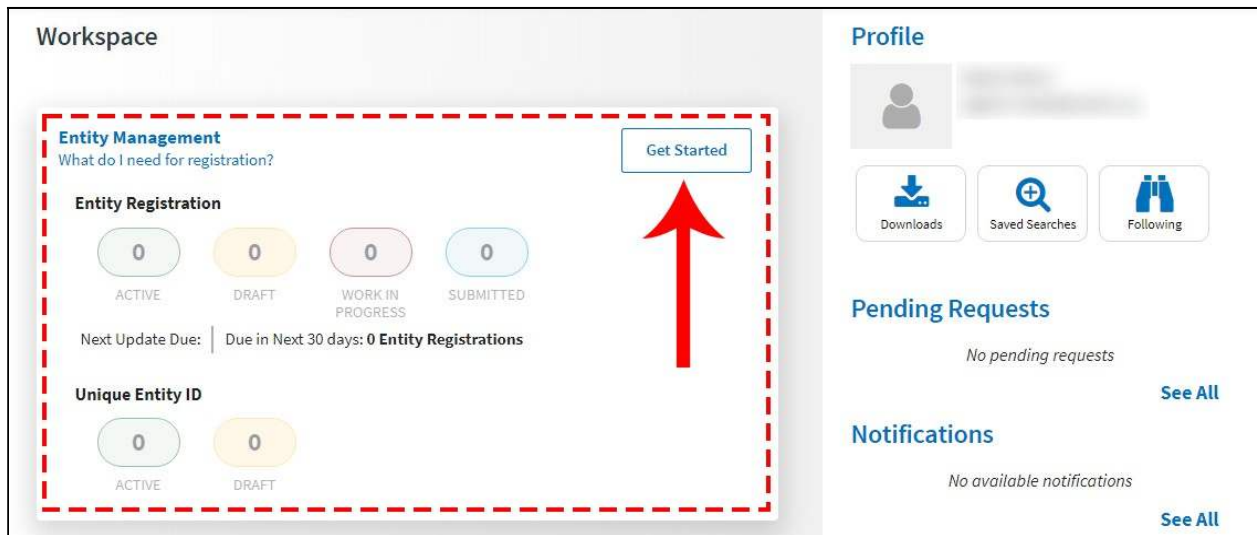 Workspace
Entity Management
What do I need for registration?
Get Started
Entity Registration
0 0 0 0
ACTIVE DRAFT WORK IN PROGRESS SUBMITTED
Next Update Due: Due in Next 30 days: 0 Entity Registrations
Unique Entity ID
0 0
ACTIVE DRAFT
Profile
Downloads Saved Searches Following
Pending Requests
No pending requests
See All
Notifications
No available notifications
See All